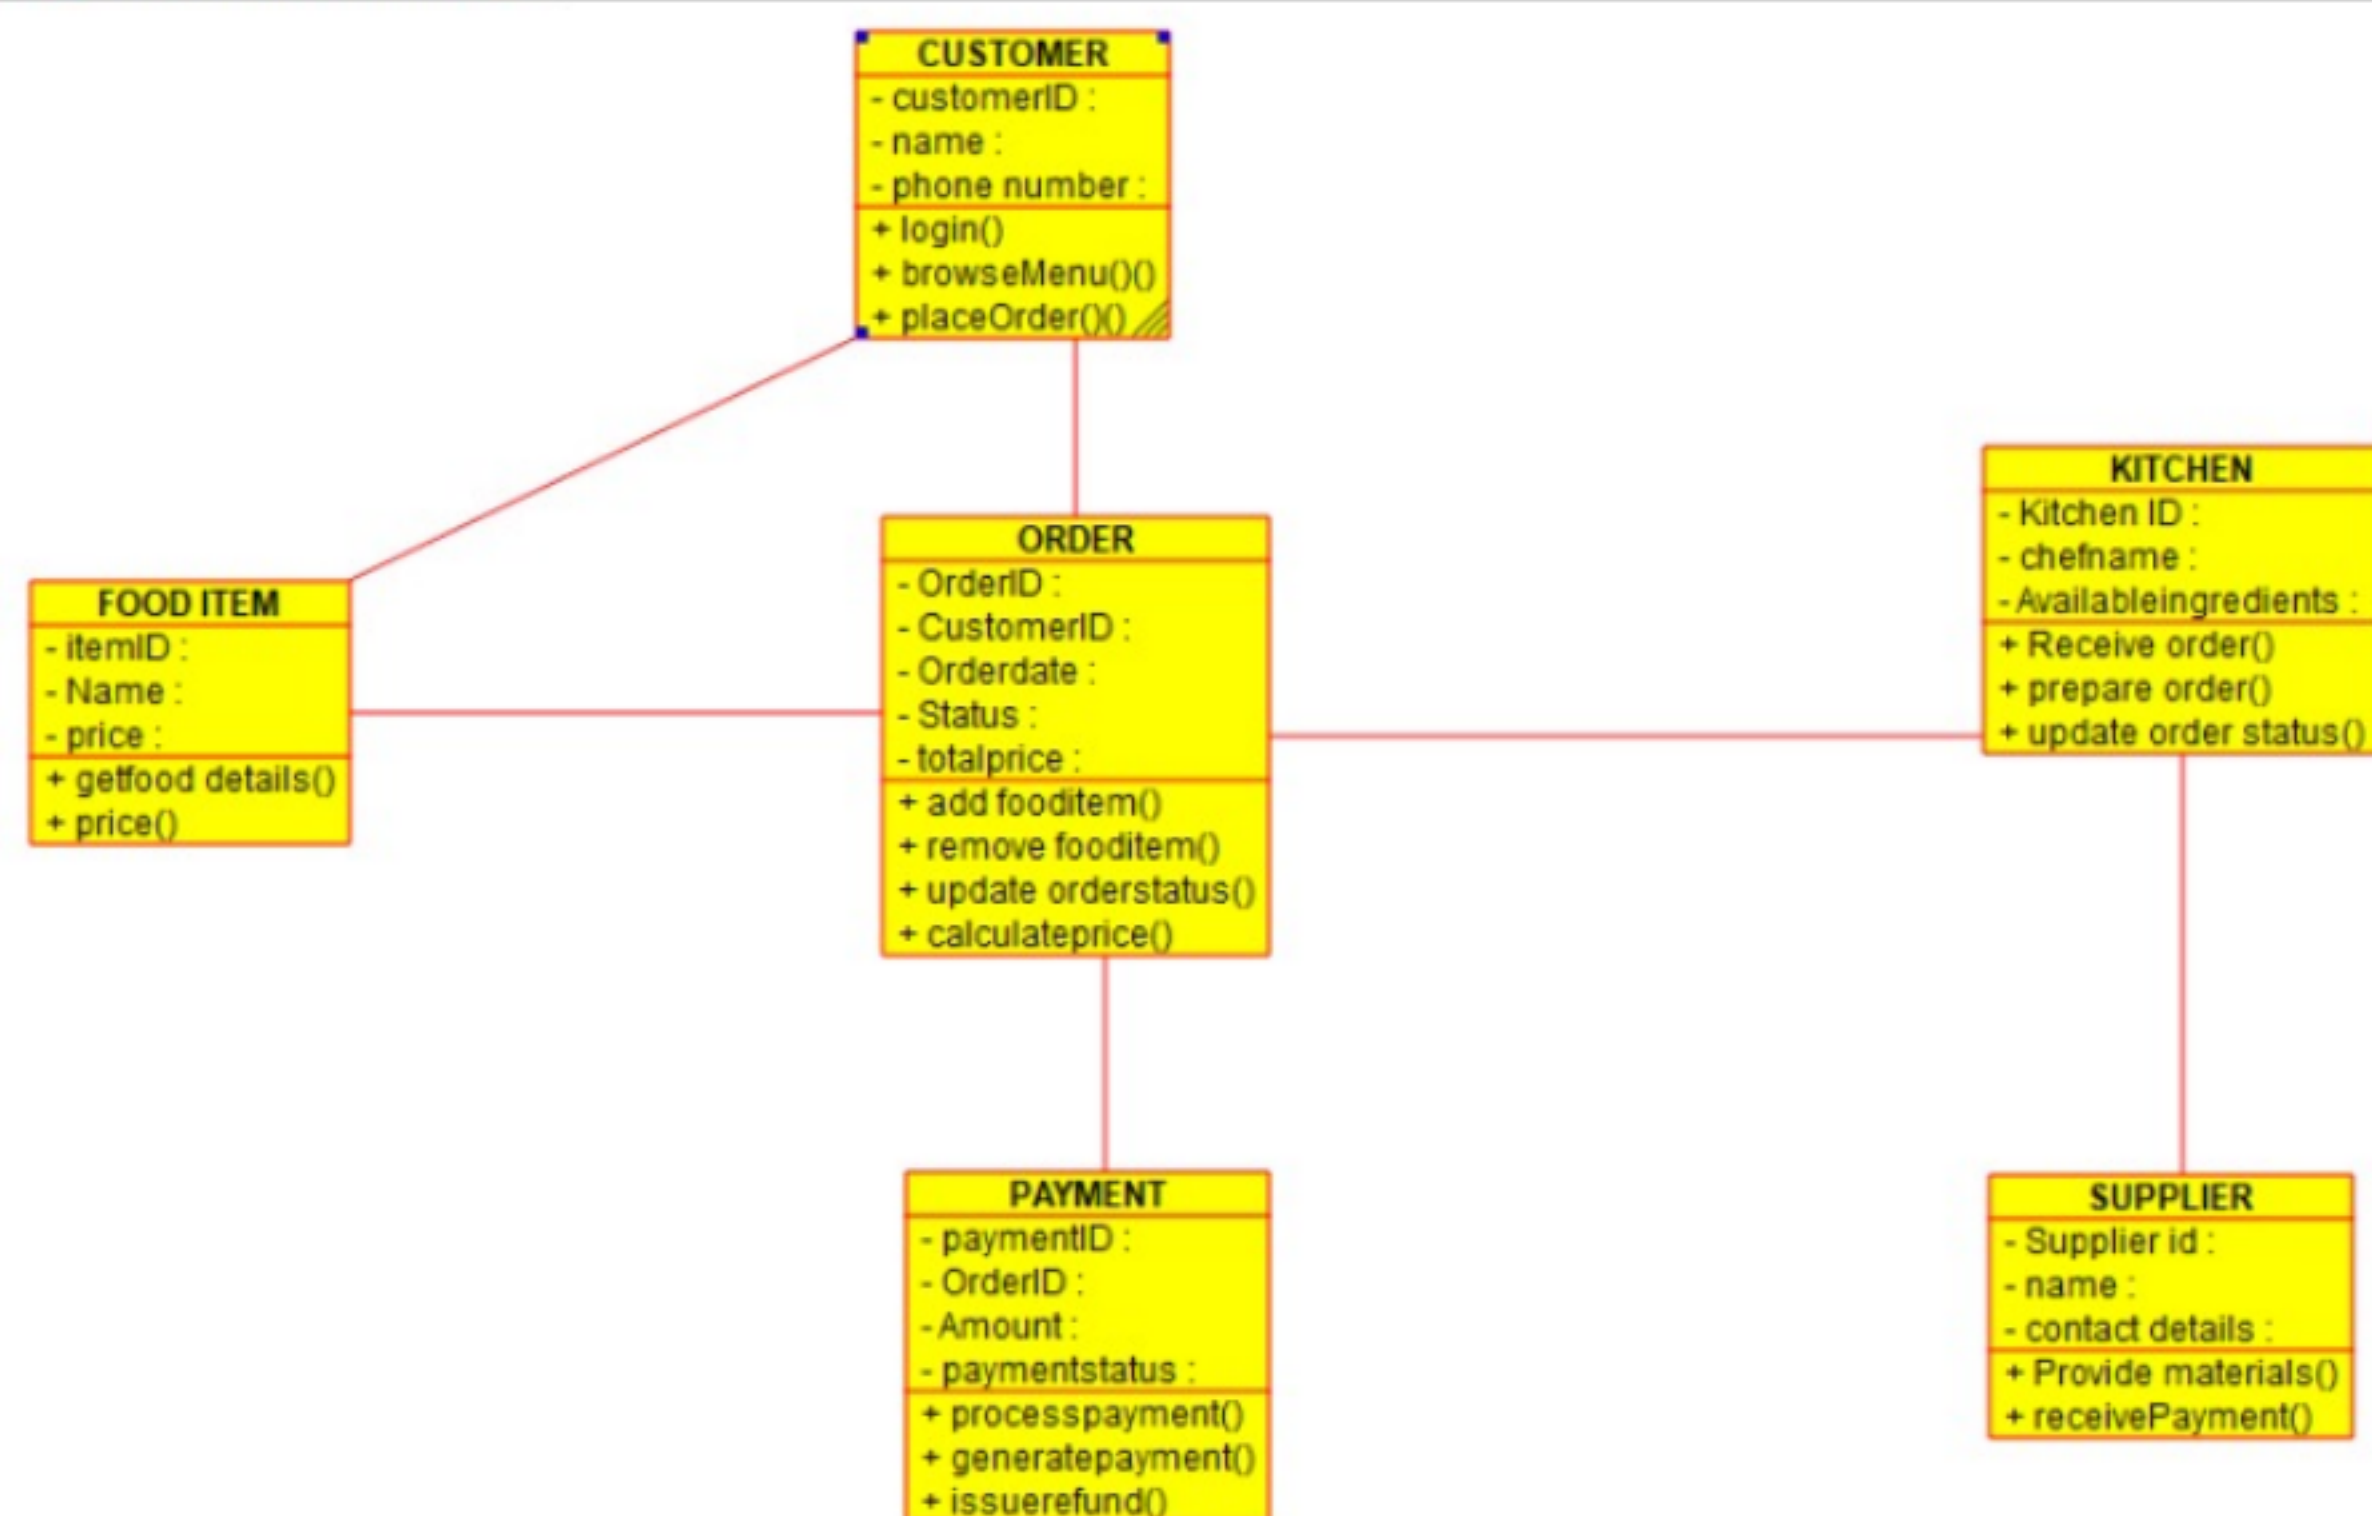 CUSTOMER
- customerID :
- name :
- phone number :
+ login()
+ browseMenu()()
+ placeOrder()()
FOOD ITEM
- itemID :
- Name :
- price :
+ getfood details()
+ price()
ORDER
- OrderID :
- CustomerID :
- Orderdate :
- Status :
- totalprice :
+ add fooditem()
+ remove fooditem()
+ update orderstatus()
+ calculateprice()
KITCHEN
- Kitchen ID :
- chefname :
- Availableingredients :
+ Receive order()
+ prepare order()
+ update order status()
PAYMENT
- paymentID :
- OrderID :
- Amount :
- paymentstatus :
+ processpayment()
+ generatepayment()
+ issuerefund()
SUPPLIER
- Supplier id :
- name :
- contact details :
+ Provide materials()
+ receivePayment()